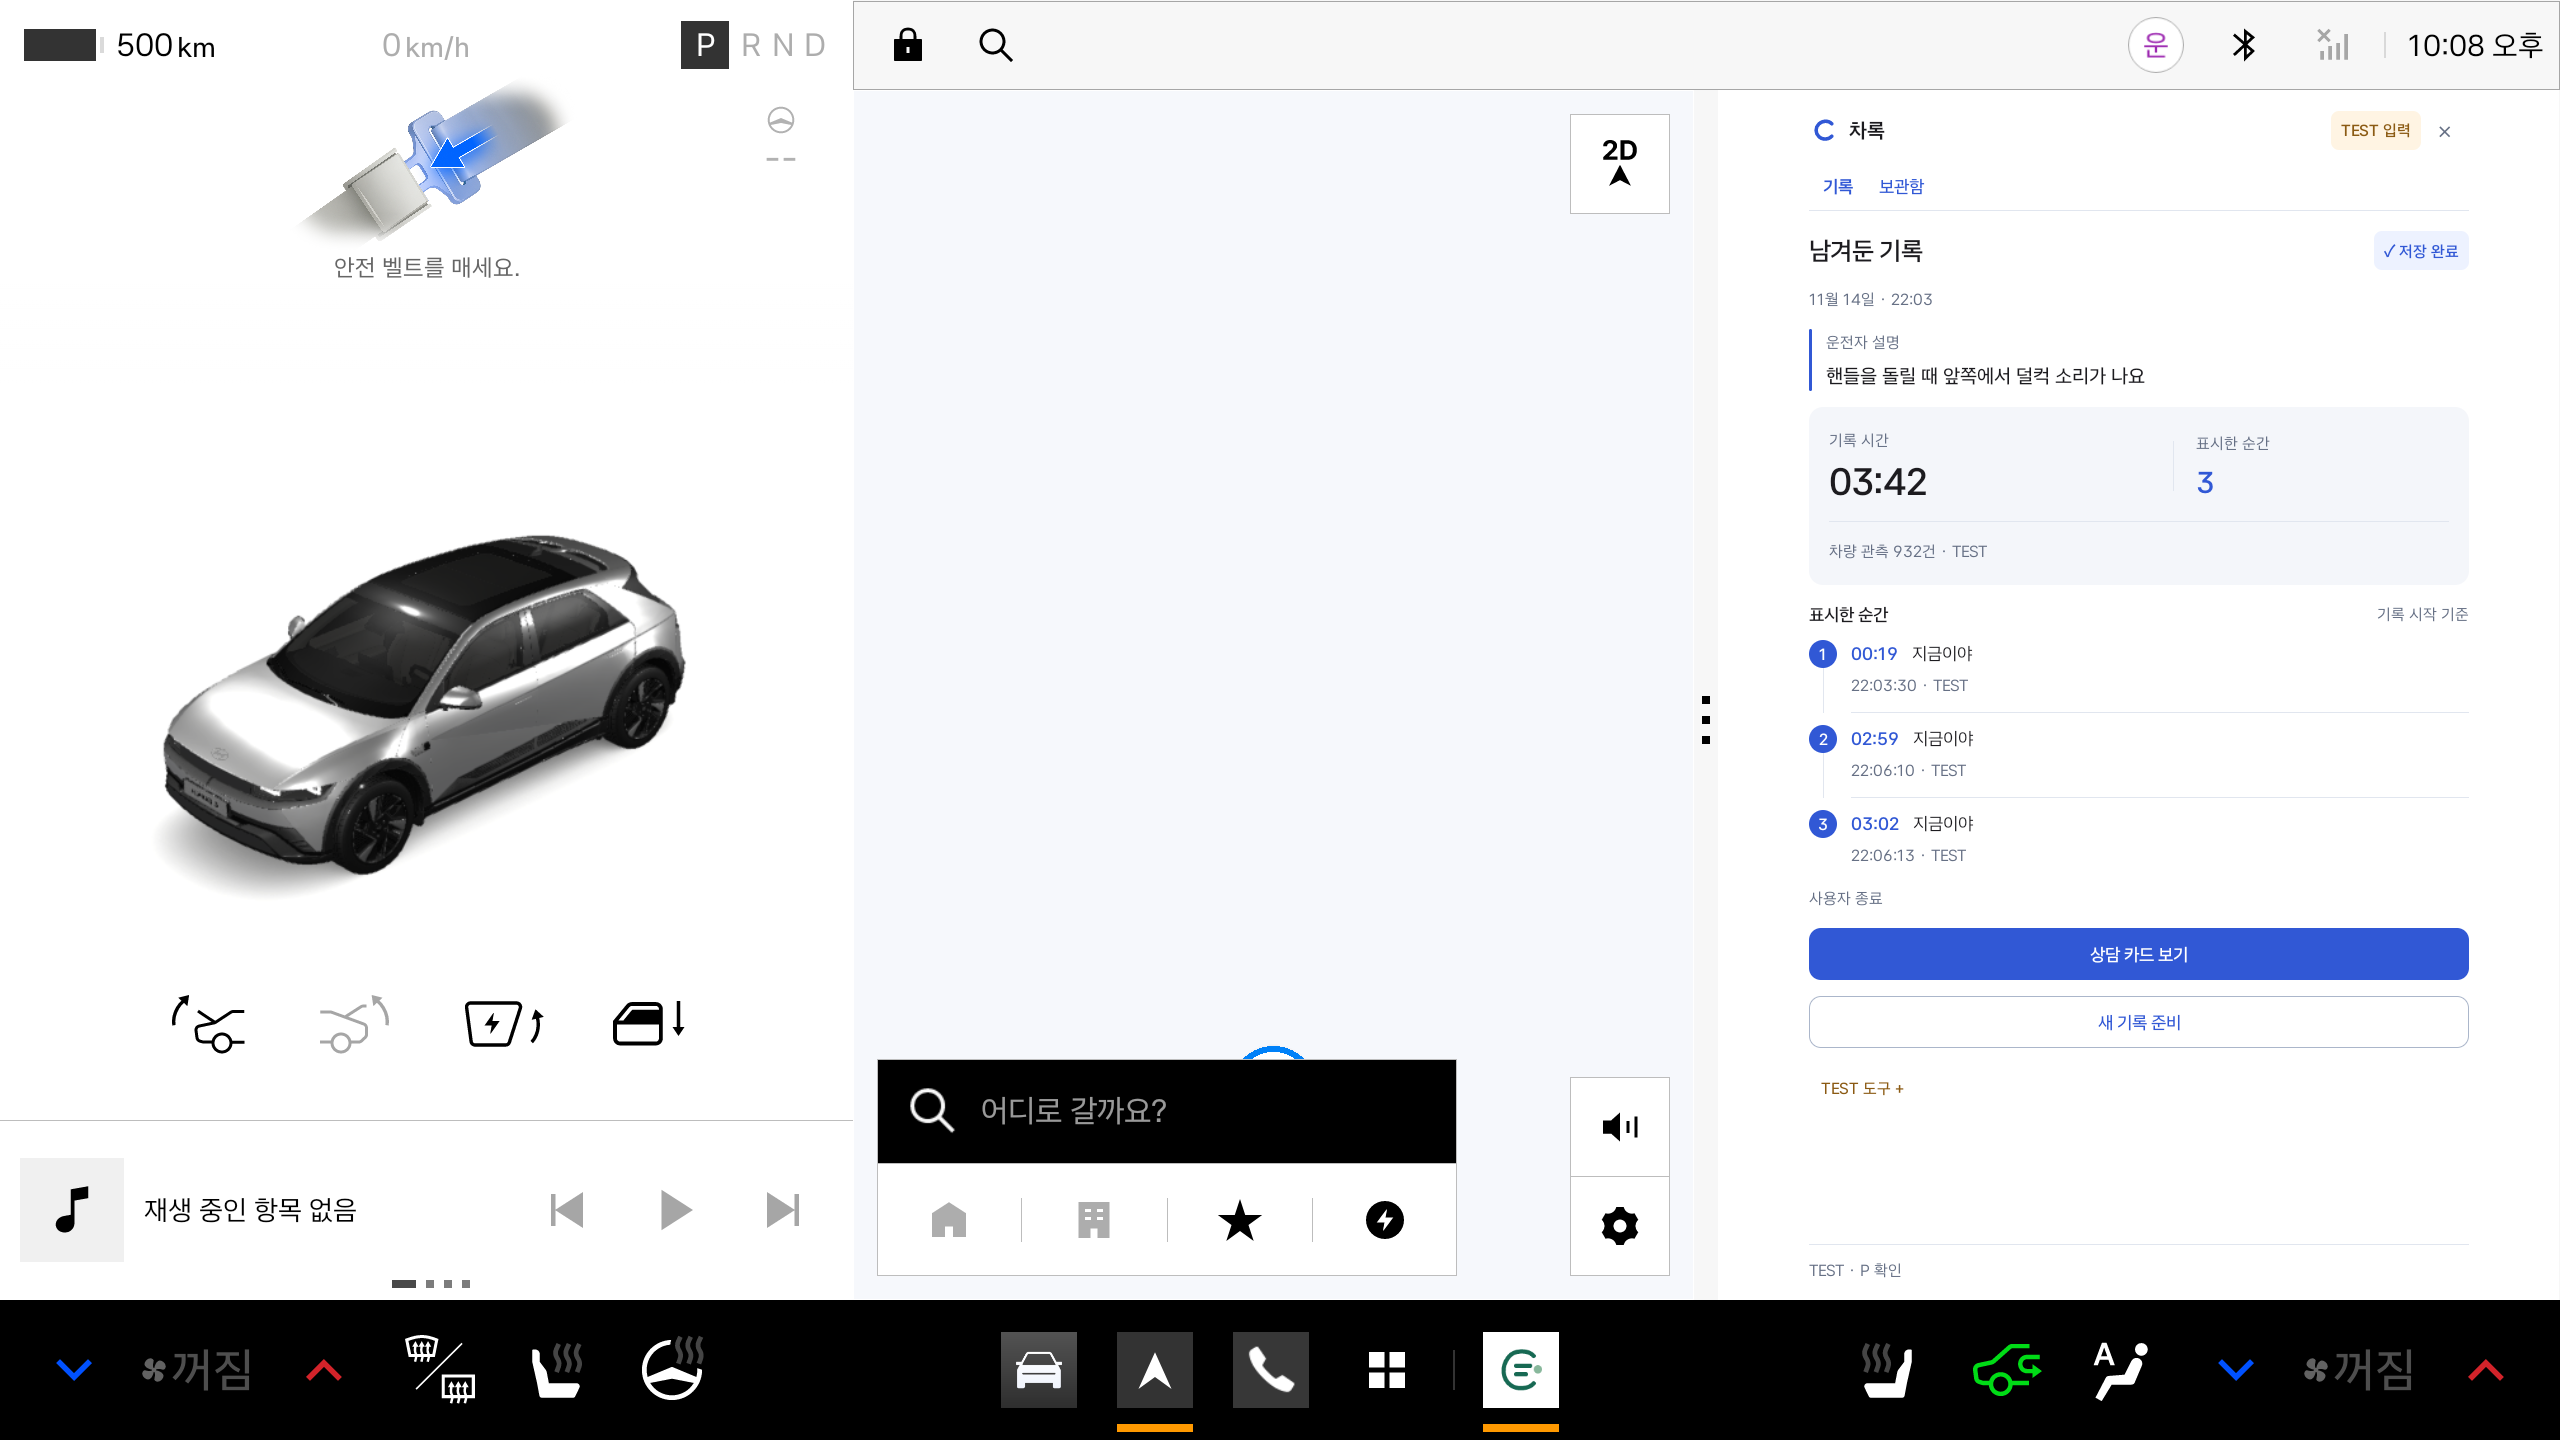 500 km
0 km/h
P R N D
안전 벨트를 매세요.
재생 중인 항목 없음
운
10:08 오후
2D
어디로 갈까요?
차록
TEST 입력
기록 보관함
남겨둔 기록
✓ 저장 완료
11월 14일 · 22:03
운전자 설명
핸들을 돌릴 때 앞쪽에서 덜컥 소리가 나요
기록 시간
03:42
표시한 순간
3
차량 관측 932건 · TEST
표시한 순간
기록 시작 기준
1 00:19 지금이야
22:03:30 · TEST
2 02:59 지금이야
22:06:10 · TEST
3 03:02 지금이야
22:06:13 · TEST
사용자 종료
상담 카드 보기
새 기록 준비
TEST 도구 +
TEST · P 확인
꺼짐
A
꺼짐